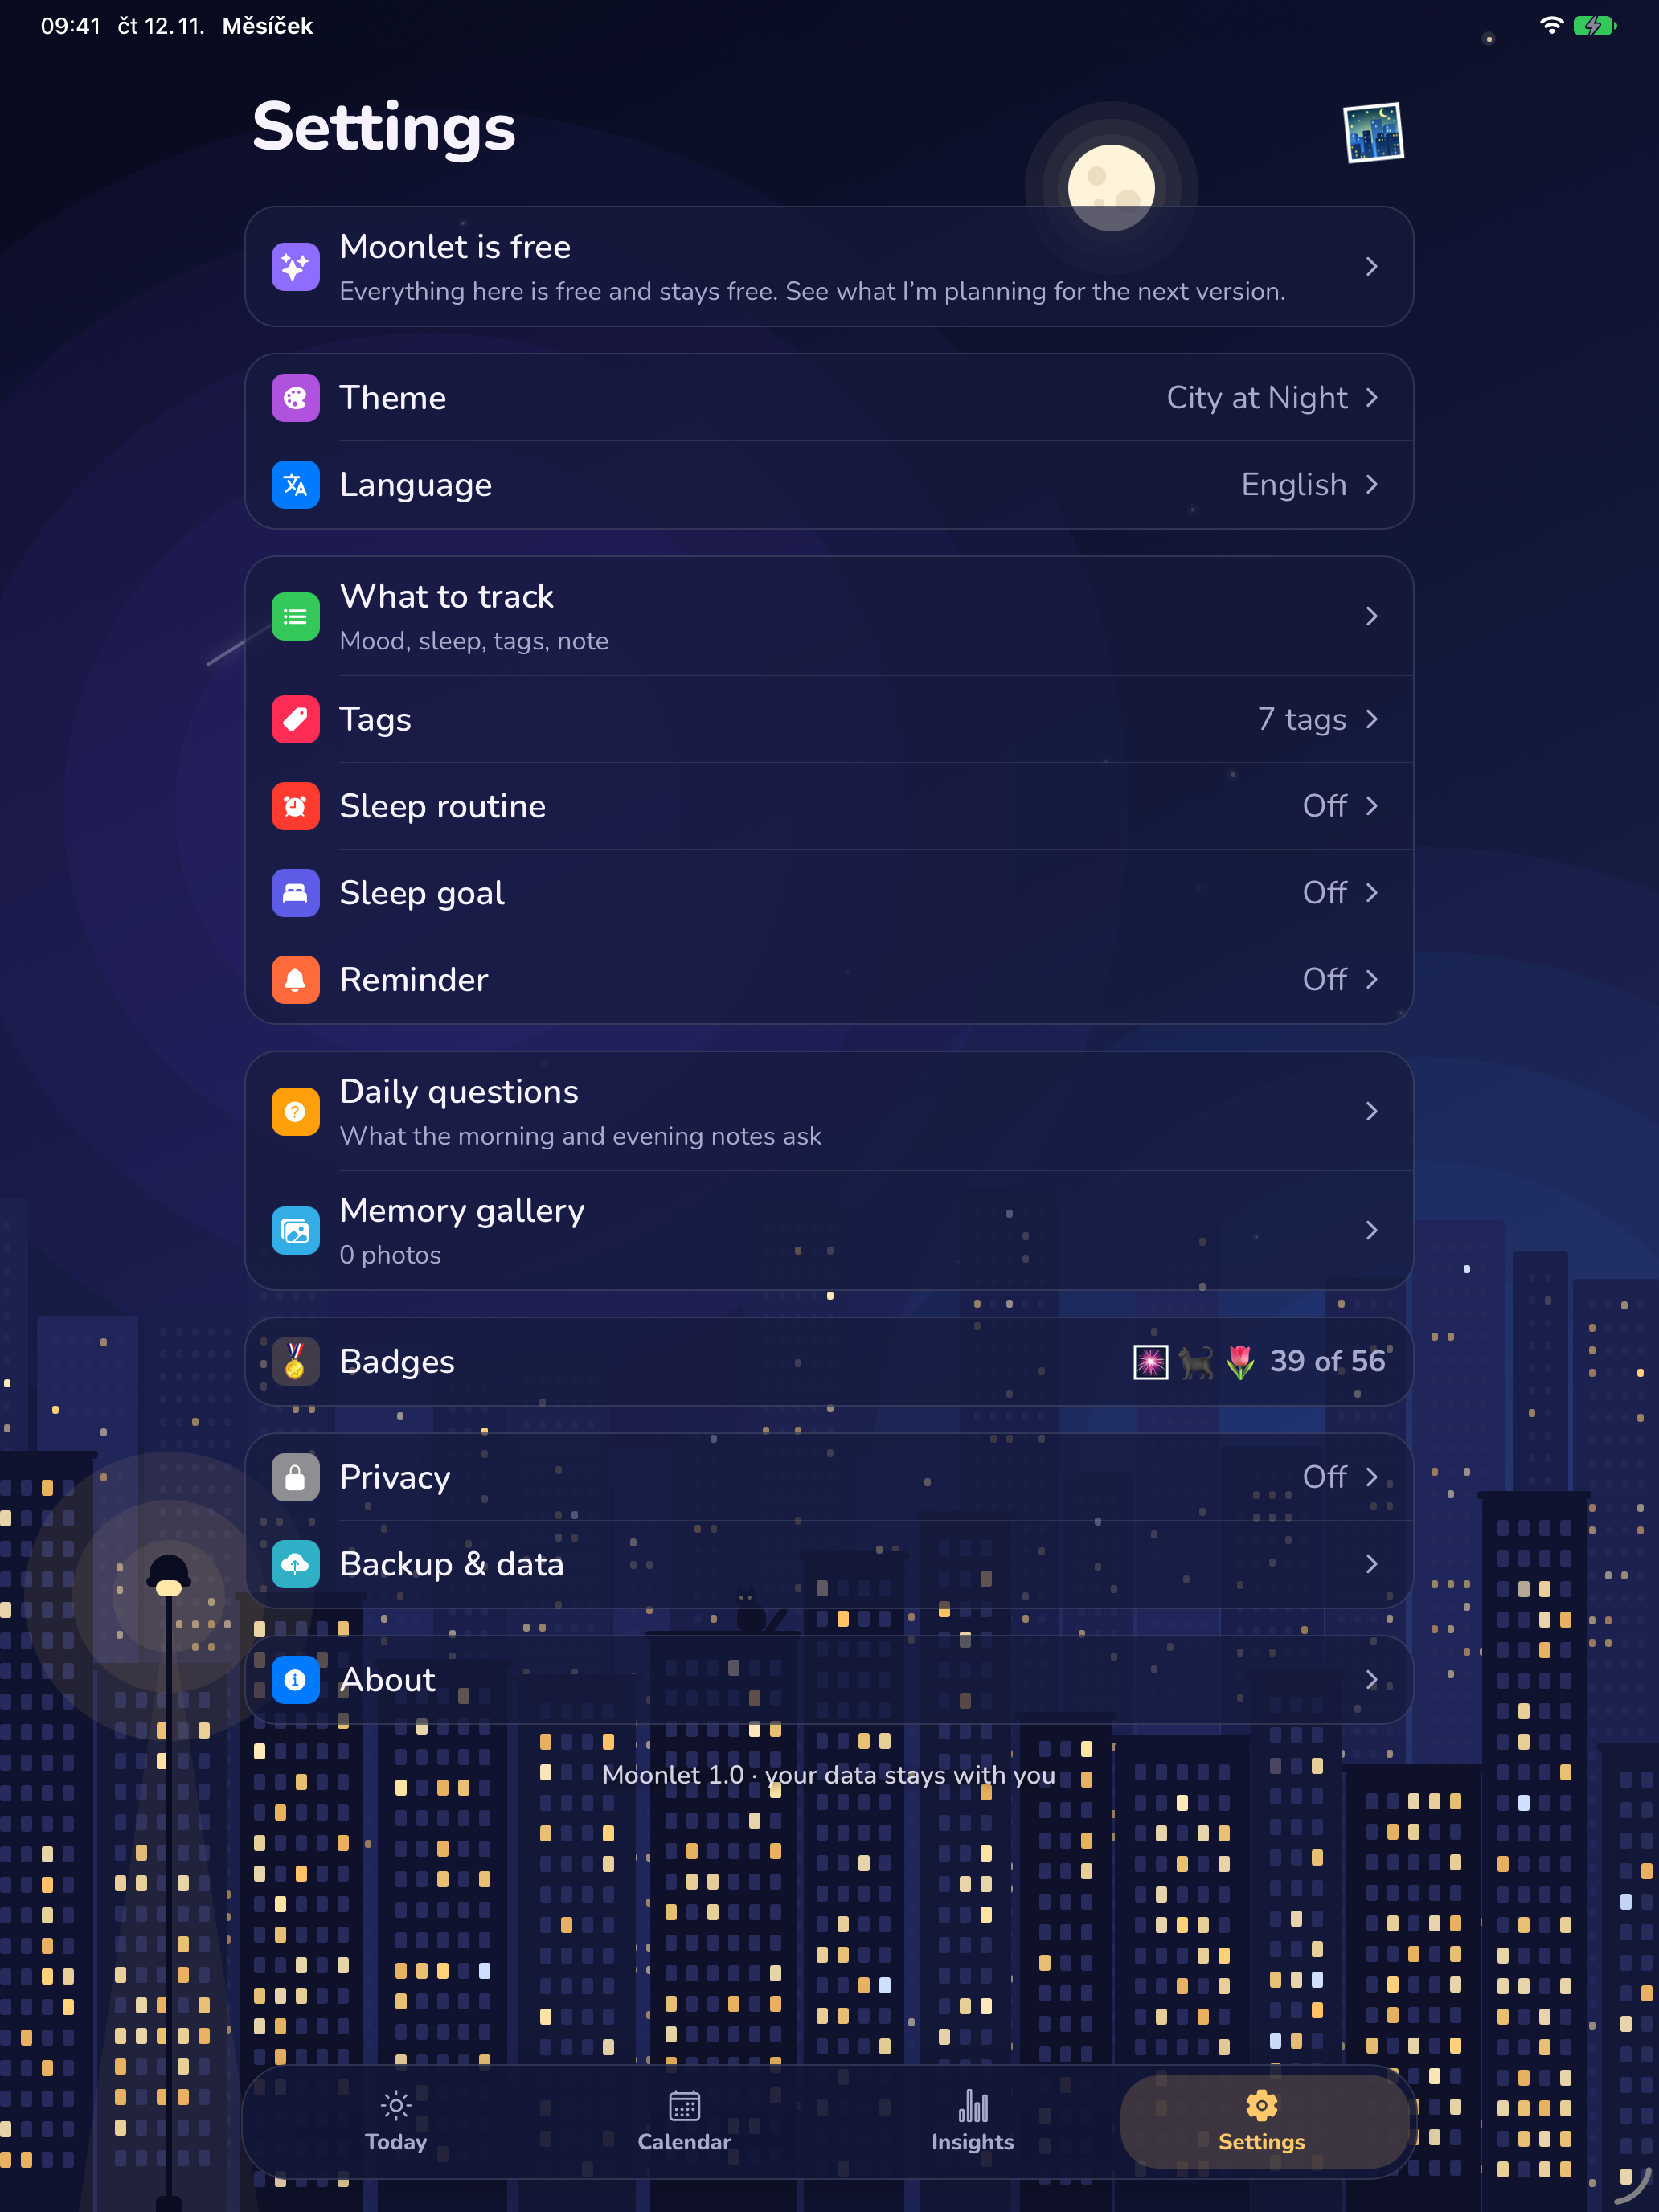 09:41 čt 12. 11. Měsíček
Settings
Moonlet is free
Everything here is free and stays free. See what I'm planning for the next version.
Theme City at Night
Language English
What to track
Mood, sleep, tags, note
Tags 7 tags
Sleep routine Off
Sleep goal Off
Reminder Off
Daily questions
What the morning and evening notes ask
Memory gallery
0 photos
Badges 39 of 56
Privacy Off
Backup & data
About
Moonlet 1.0 · your data stays with you
Today Calendar Insights Settings